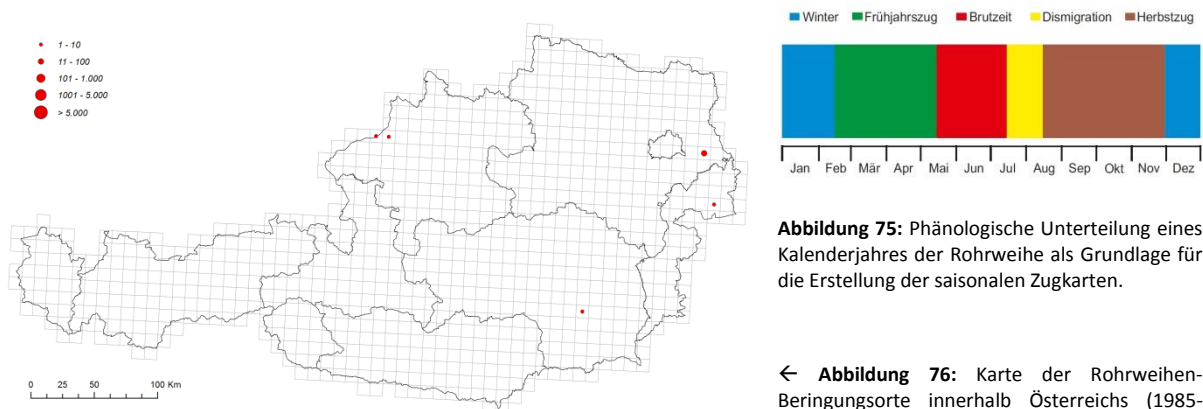 1 - 10
11 - 100
101 - 1.000
1001 - 5.000
> 5.000
0 25 50 100 Km
Winter Frühjahrszug Brutzeit Dismigration Herbstzug
Jan Feb Mär Apr Mai Jun Jul Aug Sep Okt Nov Dez
Abbildung 75: Phänologische Unterteilung eines
Kalenderjahres der Rohrweihe als Grundlage für
die Erstellung der saisonalen Zugkarten.
← Abbildung 76: Karte der Rohrweihen-
Beringungsorte innerhalb Österreichs (1985-